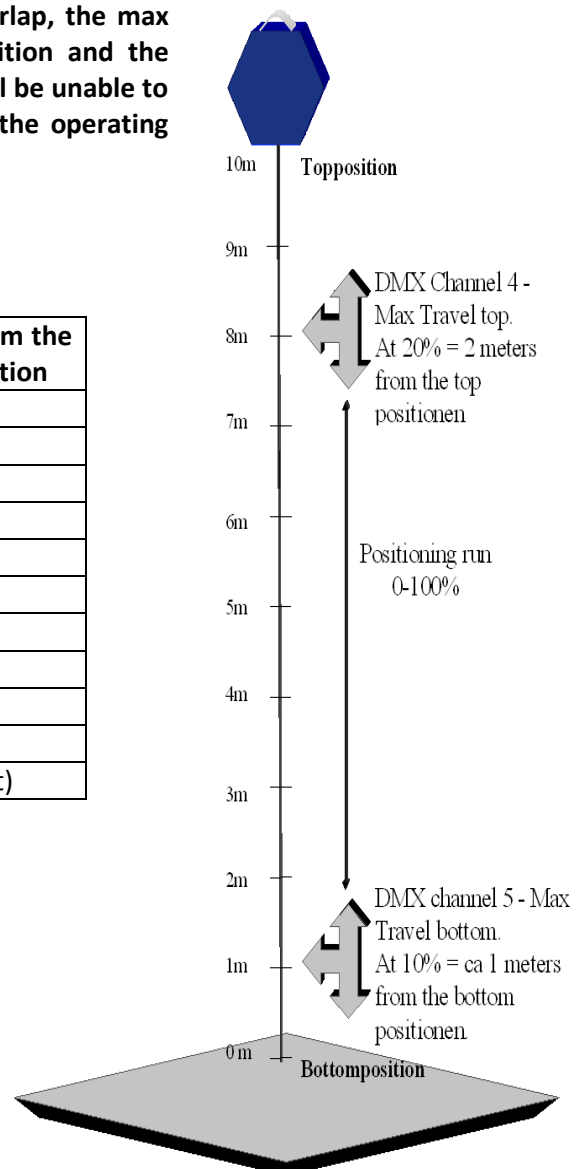 rlap, the max
ition and the
l be unable to
the operating
m the
tion
t)
10m
Topposition
9m
DMX Channel 4 -
Max Travel top.
At 20% = 2 meters
from the top
positionen
8m
7m
6m
Positioning run
0-100%
5m
4m
3m
2m
DMX channel 5 - Max
Travel bottom.
At 10% = ca 1 meters
from the bottom
positionen.
1m
0 m
Bottomposition